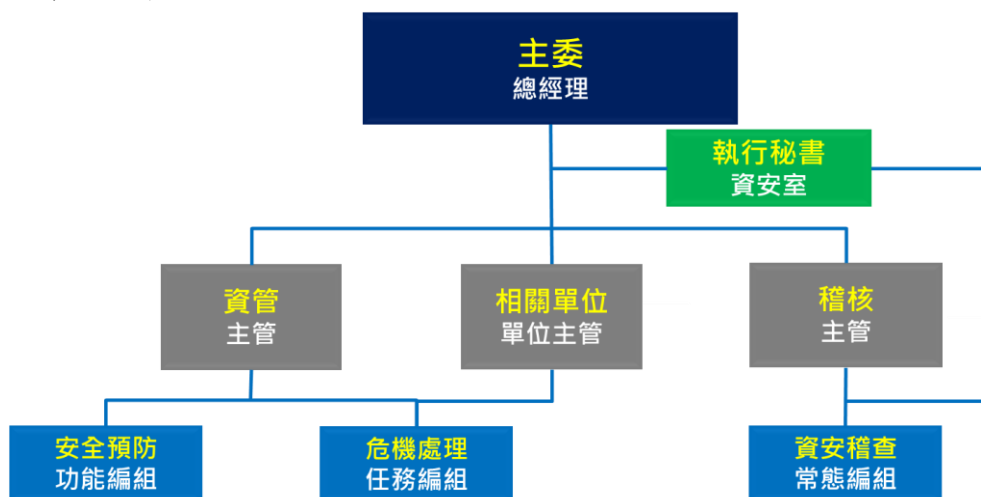 主委
總經理
執行秘書
資安室
資管
主管
相關單位
單位主管
稽核
主管
安全預防
功能編組
危機處理
任務編組
資安稽查
常態編組